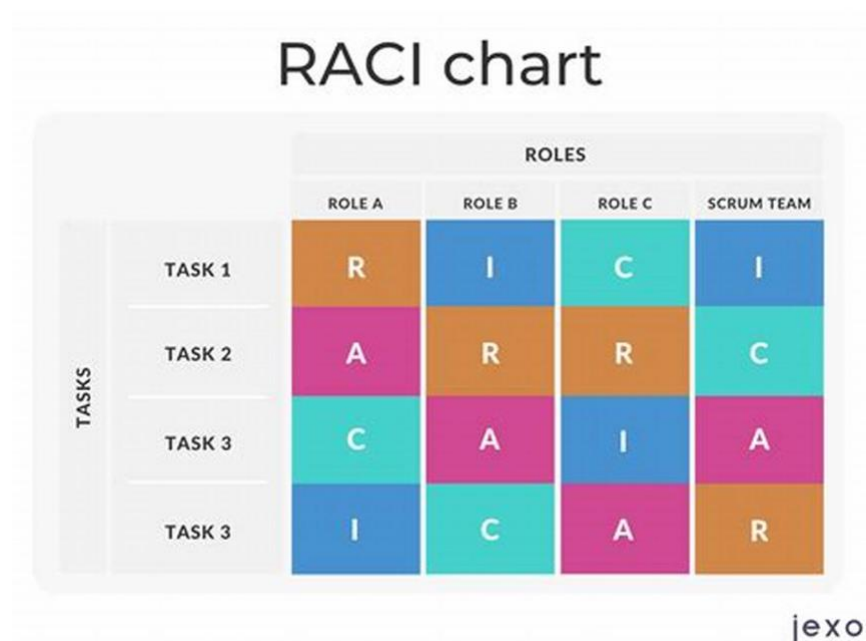 RACI chart
ROLES
ROLE A ROLE B ROLE C SCRUM TEAM
TASKS
TASK 1 R I C I
TASK 2 A R R C
TASK 3 C A I A
TASK 3 I C A R
jexo